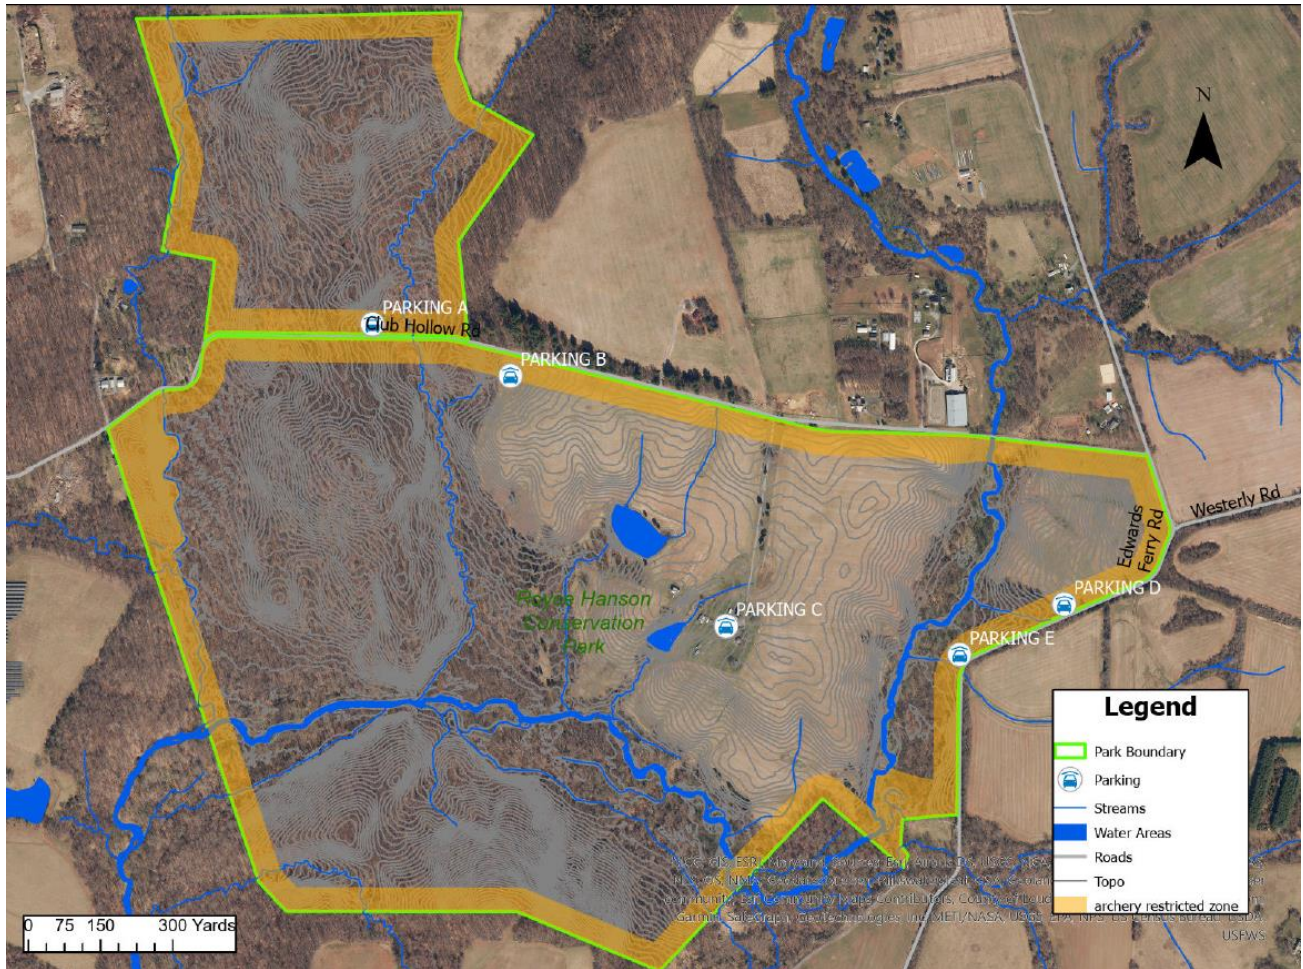 N
PARKING A
Club Hollow Rd
PARKING B
Westerly Rd
Edwards
Ferry Rd
Royce Hanson
Conservation
Park
PARKING C
PARKING D
PARKING E
Legend
Park Boundary
Parking
Streams
Water Areas
Roads
Topo
archery restricted zone
0 75 150 300 Yards
USFWS